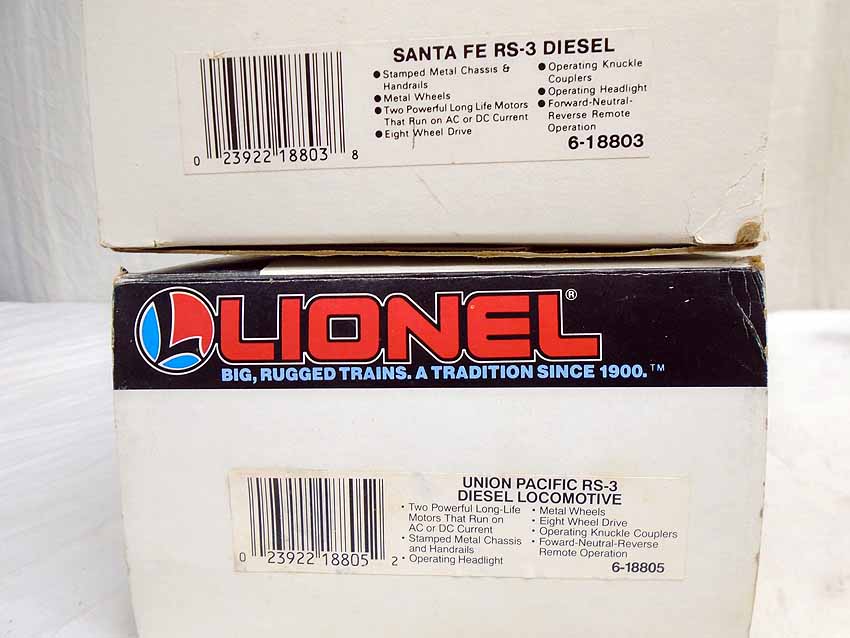 SANTA FE RS-3 DIESEL
● Stamped Metal Chassis &
Handrails
● Metal Wheels
● Two Powerful Long Life Motors
That Run on AC or DC Current
● Eight Wheel Drive
● Operating Knuckle
Couplers
● Operating Headlight
● Forward-Neutral-
Reverse Remote
Operation
6-18803
0 23922 18803 8
LIONEL®
BIG, RUGGED TRAINS. A TRADITION SINCE 1900.™
UNION PACIFIC RS-3
DIESEL LOCOMOTIVE
• Two Powerful Long-Life
Motors That Run on
AC or DC Current
• Stamped Metal Chassis
and Handrails
• Operating Headlight
• Metal Wheels
• Eight Wheel Drive
• Operating Knuckle Couplers
• Foward-Neutral-Reverse
Remote Operation
6-18805
0 23922 18805 2